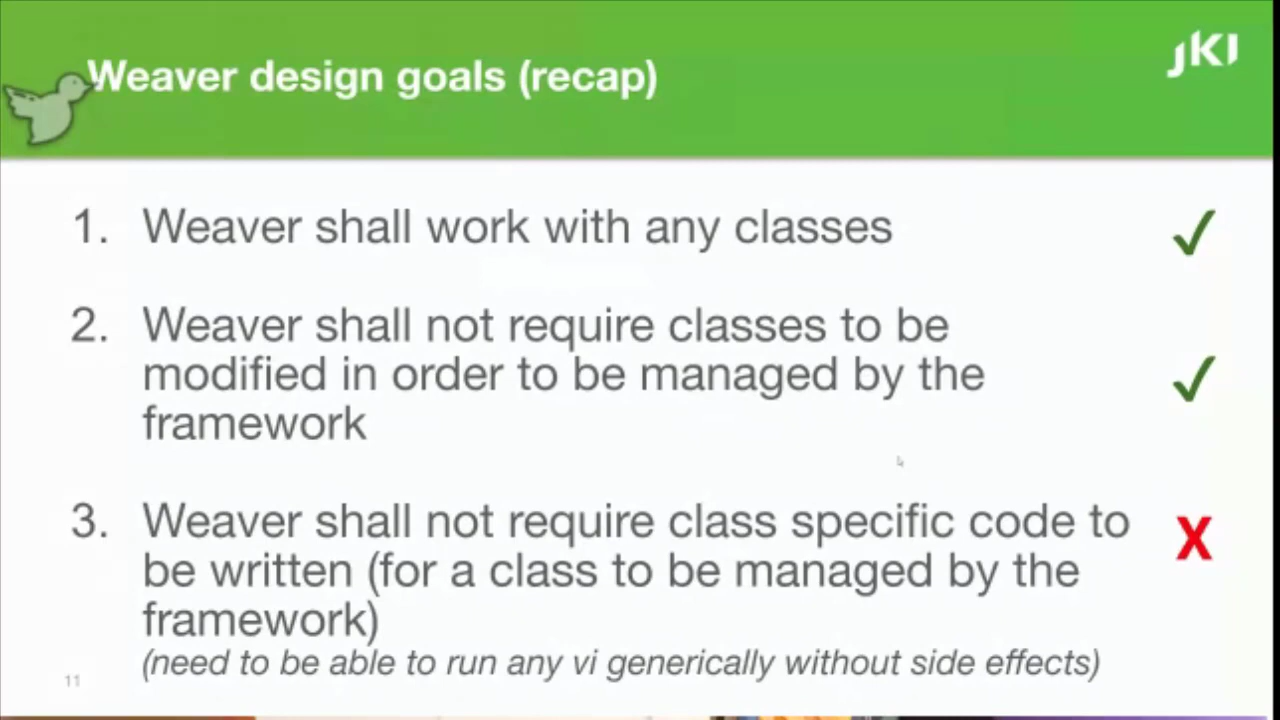 JKI
Weaver design goals (recap)
1. Weaver shall work with any classes
2. Weaver shall not require classes to be
modified in order to be managed by the
framework
3. Weaver shall not require class specific code to
be written (for a class to be managed by the
framework)
(need to be able to run any vi generically without side effects)
11